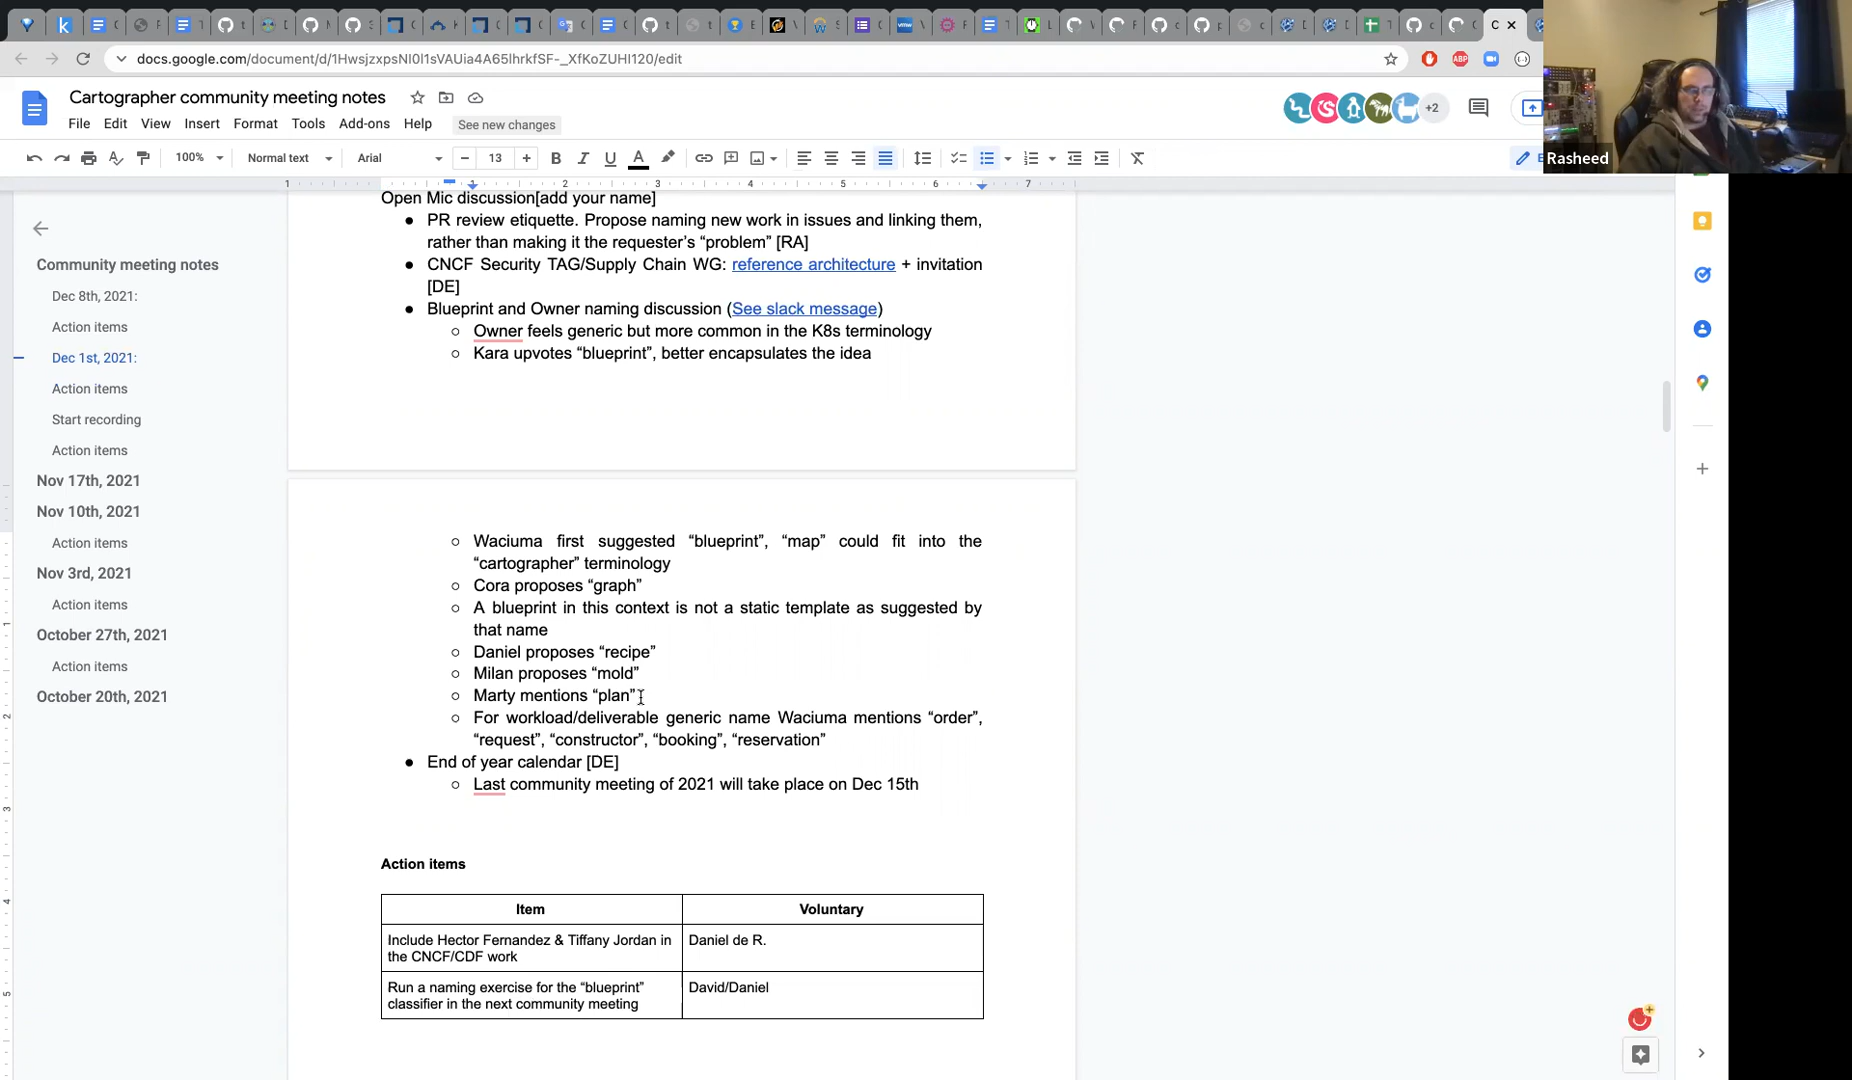 docs.google.com/document/d/1HwsjzxpsNI0l1sVAUia4A65lhrkfSF-_XfKoZUHI120/edit
Cartographer community meeting notes
+2
File Edit View Insert Format Tools Add-ons Help See new changes
100% Normal text Arial 13
Rasheed
Community meeting notes
Dec 8th, 2021:
Action items
Dec 1st, 2021:
Action items
Start recording
Action items
Nov 17th, 2021
Nov 10th, 2021
Action items
Nov 3rd, 2021
Action items
October 27th, 2021
Action items
October 20th, 2021
Open Mic discussion[add your name]
● PR review etiquette. Propose naming new work in issues and linking them,
rather than making it the requester’s “problem” [RA]
● CNCF Security TAG/Supply Chain WG: reference architecture + invitation
[DE]
● Blueprint and Owner naming discussion (See slack message)
○ Owner feels generic but more common in the K8s terminology
○ Kara upvotes “blueprint”, better encapsulates the idea
○ Waciuma first suggested “blueprint”, “map” could fit into the
“cartographer” terminology
○ Cora proposes “graph”
○ A blueprint in this context is not a static template as suggested by
that name
○ Daniel proposes “recipe”
○ Milan proposes “mold”
○ Marty mentions “plan”
○ For workload/deliverable generic name Waciuma mentions “order”,
“request”, “constructor”, “booking”, “reservation”
● End of year calendar [DE]
○ Last community meeting of 2021 will take place on Dec 15th
Action items
Item Voluntary
Include Hector Fernandez & Tiffany Jordan in
the CNCF/CDF work
Daniel de R.
Run a naming exercise for the “blueprint”
classifier in the next community meeting
David/Daniel